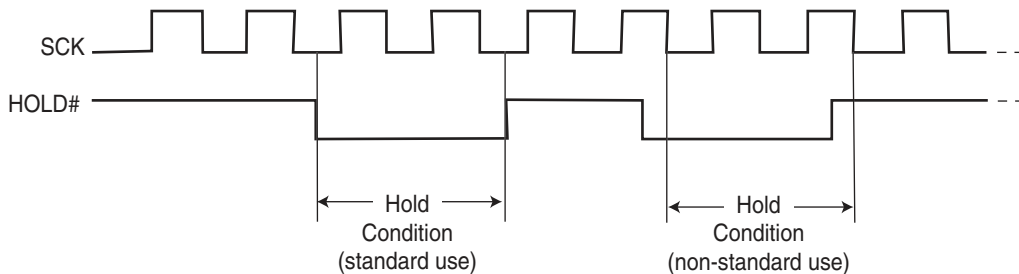 SCK
HOLD#
Hold
Condition
(standard use)
Hold
Condition
(non-standard use)